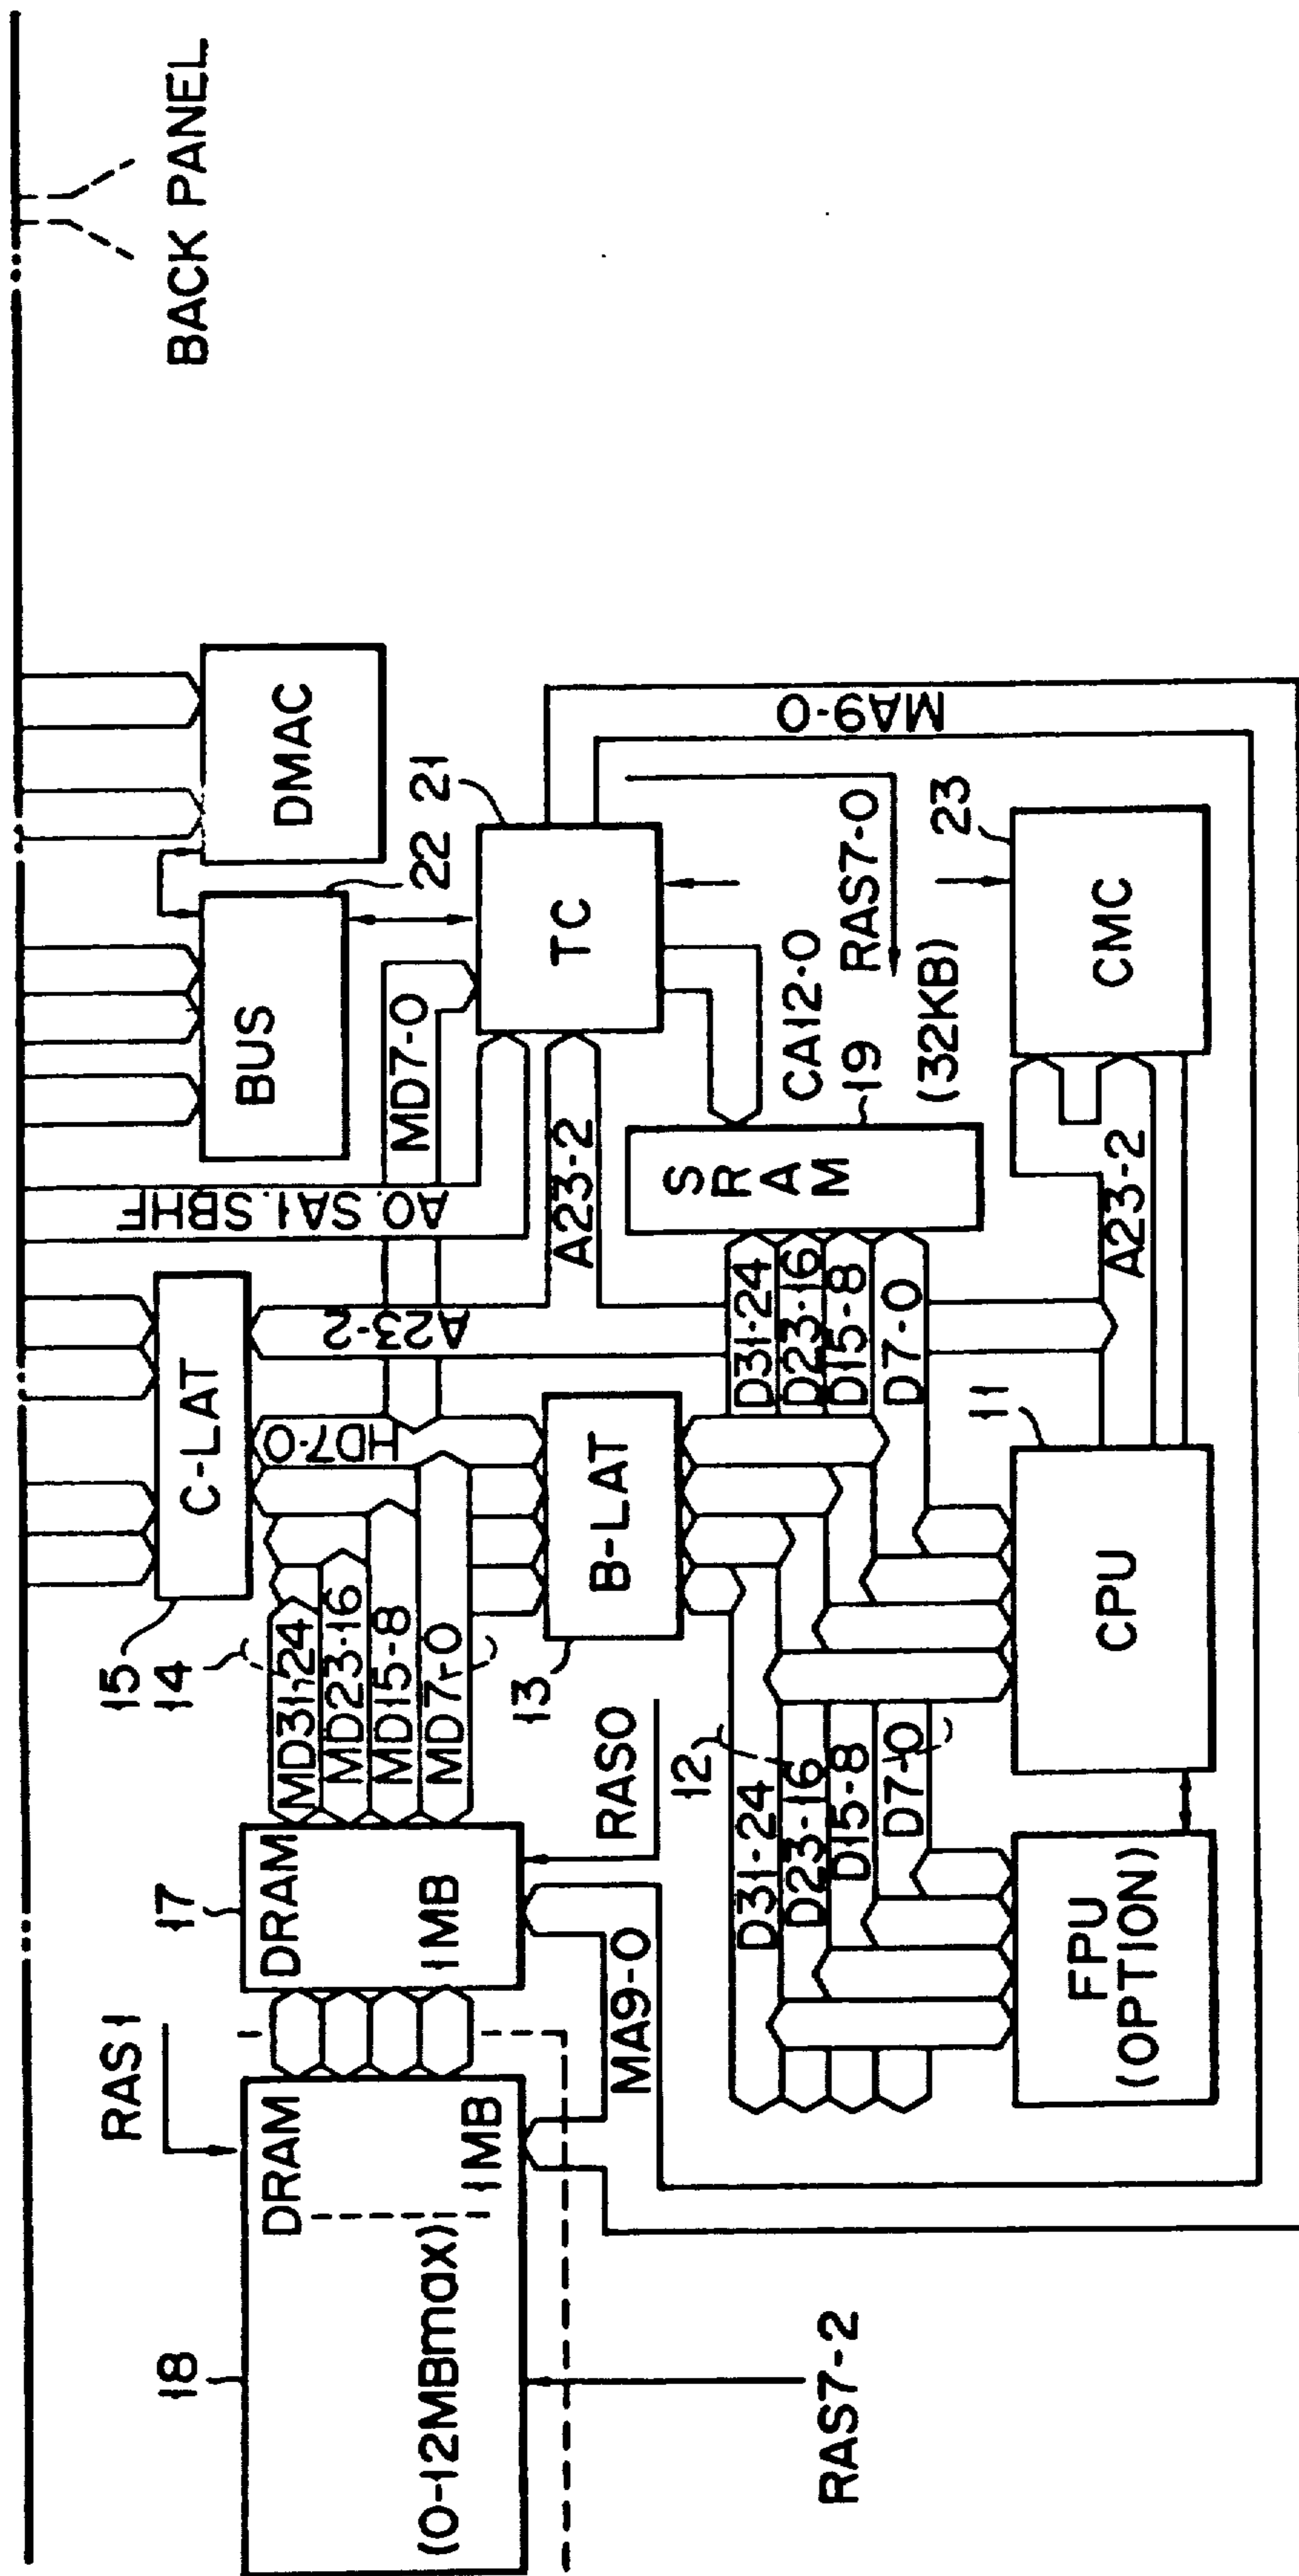 BACK PANEL
DMAC
BUS
22
21
TC
MD7-0
A0.SA1.SBHF
A23-2
A23-2
C-LAT
15
14
HD7-0
MD31-24
MD23-16
MD15-8
MD7-0
13
B-LAT
RAS0
17
DRAM
1MB
RAS1
18
DRAM
1MB
(0-12MBmax)
RAS7-2
MA9-0
MA9-0
RAS7-0
CA12-0
19
(32KB)
SRAM
D31-24
D23-16
D15-8
D7-0
12
D31-24
D23-16
D15-8
D7-0
11
CPU
FPU
(OPTION)
23
CMC
A23-2